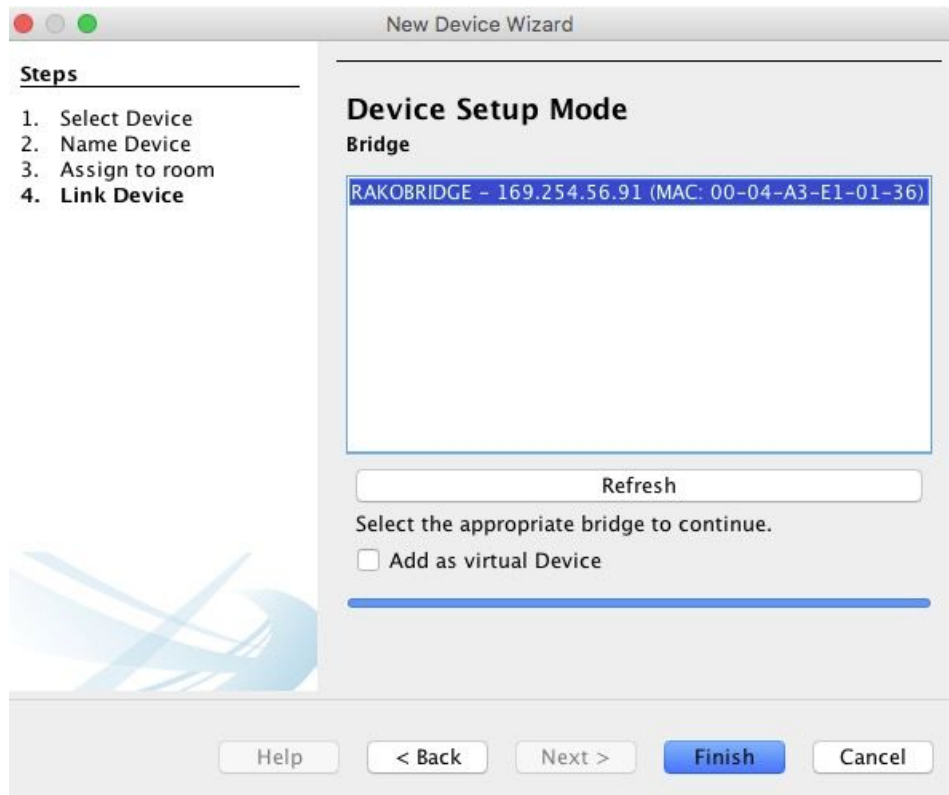 New Device Wizard
Steps
1. Select Device
2. Name Device
3. Assign to room
4. Link Device
Device Setup Mode
Bridge
RAKOBRIDGE - 169.254.56.91 (MAC: 00-04-A3-E1-01-36)
Refresh
Select the appropriate bridge to continue.
Add as virtual Device
Help
< Back
Next >
Finish
Cancel